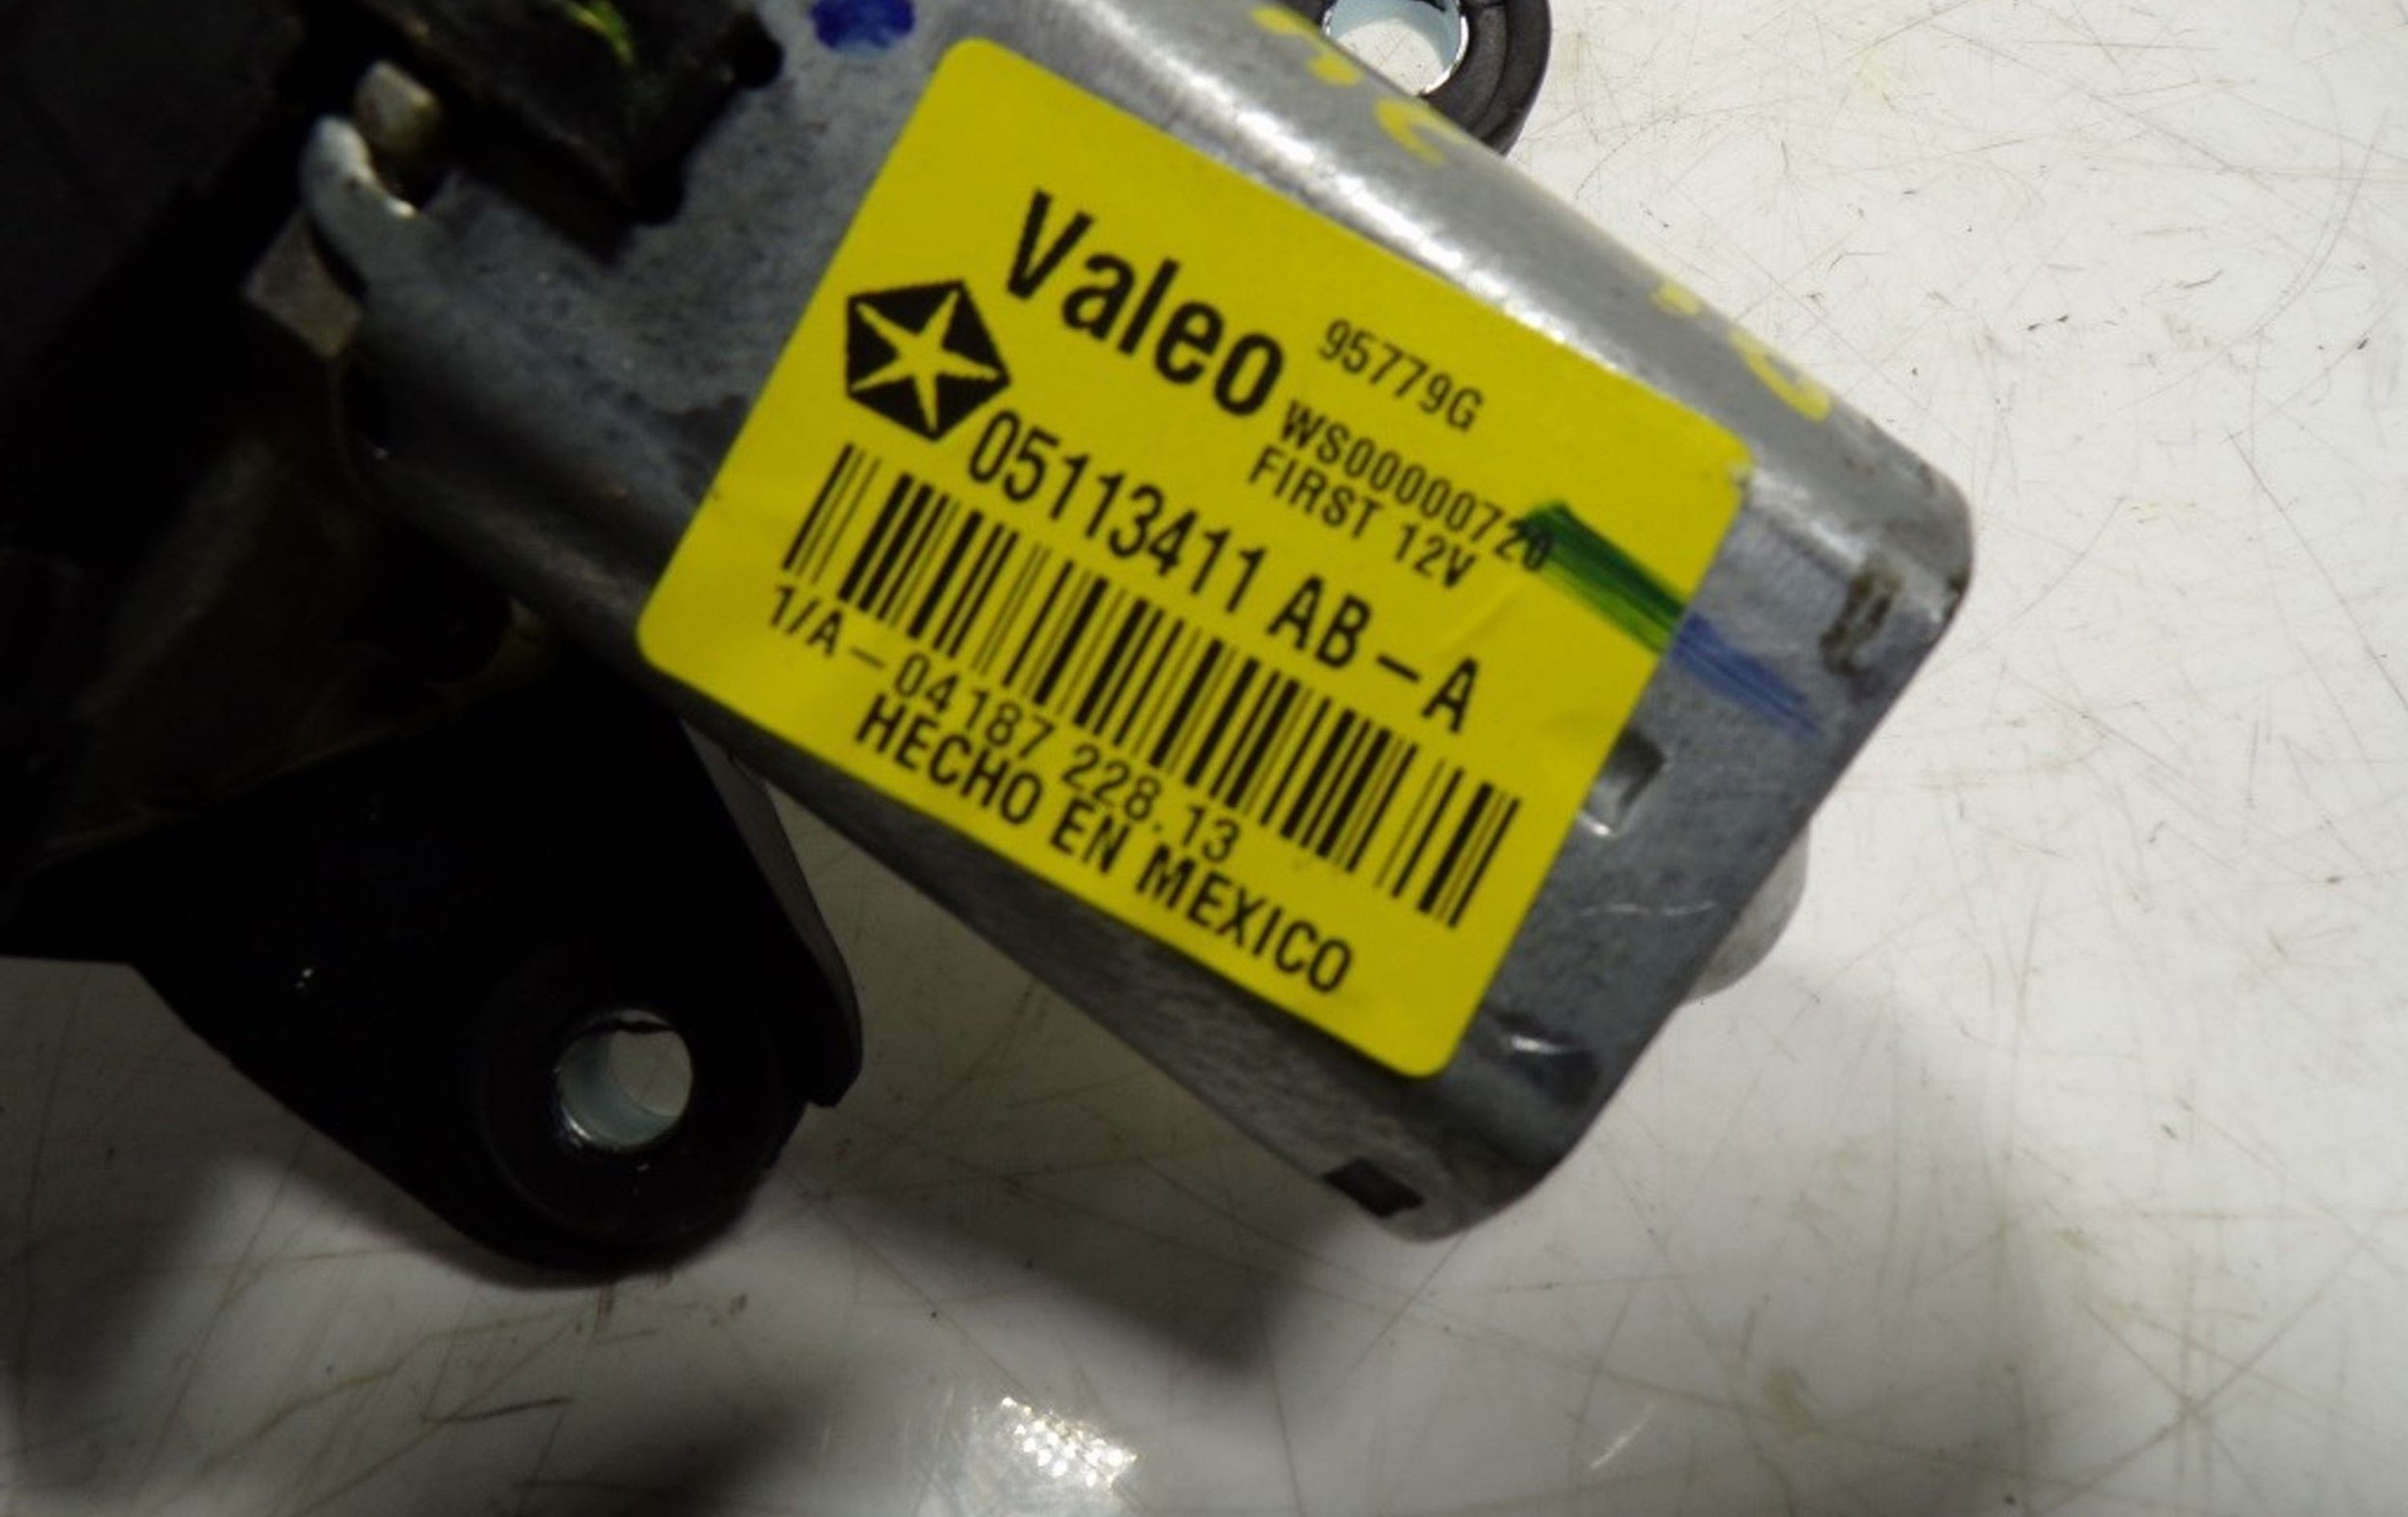 Valeo
95779G
WS00000720
FIRST 12V
05113411 AB-A
1/A-04187 228.13
HECHO EN MEXICO